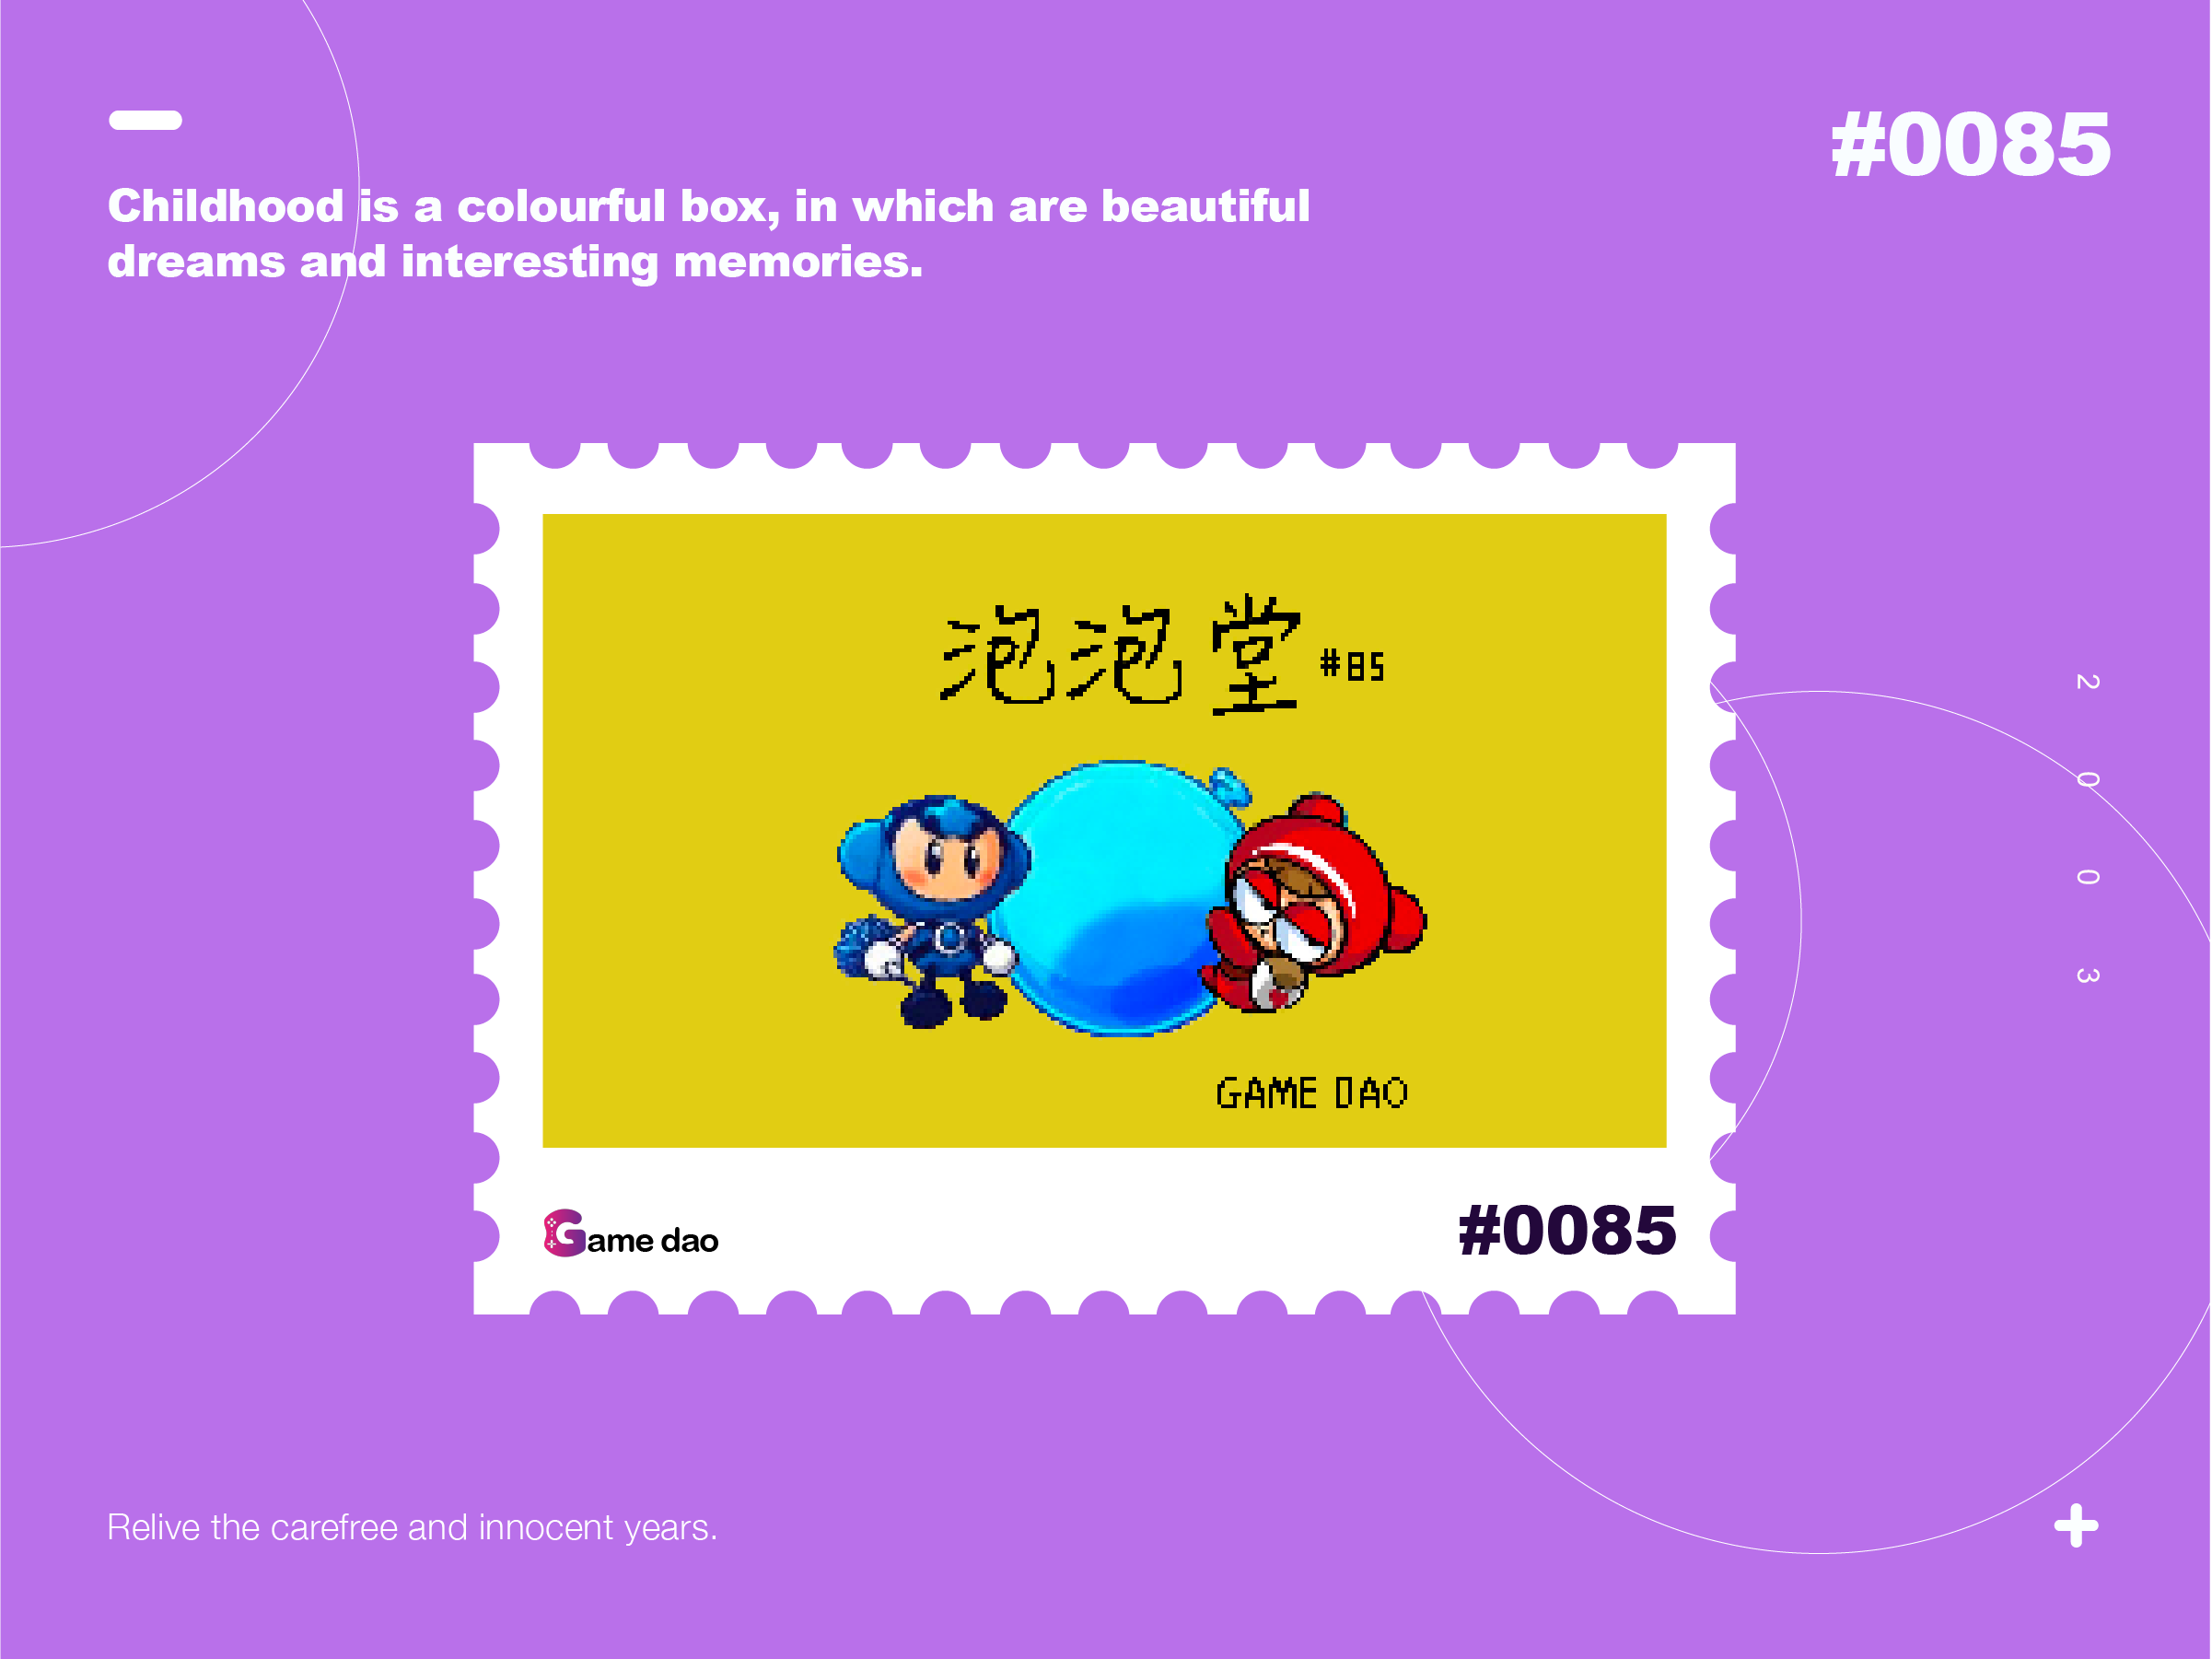 #0085
Childhood is a colourful box, in which are beautiful
dreams and interesting memories.
泡泡堂 #85
2003
GAME DAO
Game dao
#0085
Relive the carefree and innocent years.